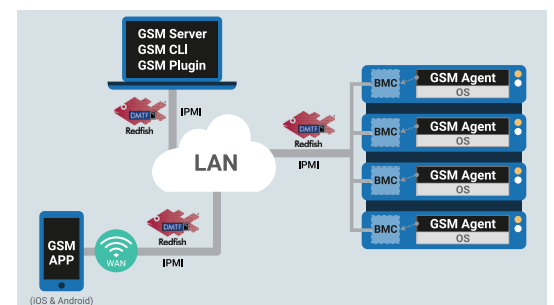 GSM Server
GSM CLI
GSM Plugin
DMTF
Redfish
IPMI
LAN
DMTF
Redfish
IPMI
BMC
GSM Agent
OS
BMC
GSM Agent
OS
BMC
GSM Agent
OS
BMC
GSM Agent
OS
GSM
APP
WAN
DMTF
Redfish
IPMI
(iOS & Android)